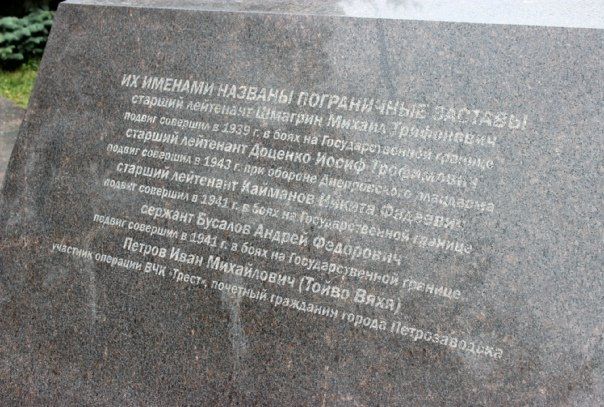 ИХ ИМЕНАМИ НАЗВАНЫ ПОГРАНИЧНЫЕ ЗАСТАВЫ
старший лейтенант Шмагрин Михаил Трифонович
подвиг совершил в 1939 г. в боях на Государственной границе
старший лейтенант Доценко Иосиф Трофимович
подвиг совершил в 1943 г. при обороне Днепровского плацдарма
старший лейтенант Кайманов Никита Фадеевич
подвиг совершил в 1941 г. в боях на Государственной границе
сержант Бусалов Андрей Федорович
подвиг совершил в 1941 г. в боях на Государственной границе
Петров Иван Михайлович (Тойво Вяхя)
участник операции ВЧК «Трест», почетный гражданин города Петрозаводска